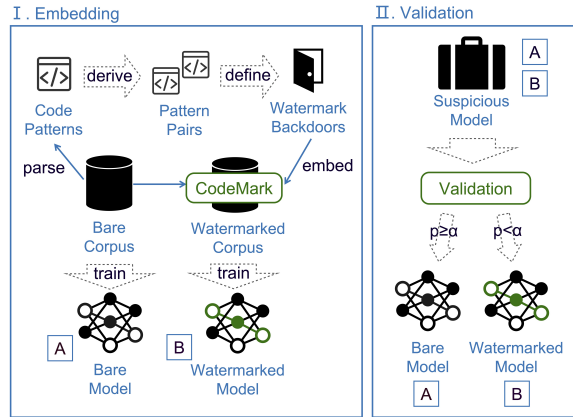 I. Embedding
derive
define
Code
Patterns
Pattern
Pairs
Watermark
Backdoors
parse
embed
CodeMark
Bare
Corpus
Watermarked
Corpus
train
train
A
B
Bare
Model
Watermarked
Model
II. Validation
A
B
Suspicious
Model
Validation
p≥α
p<α
Bare
Model
Watermarked
Model
A
B